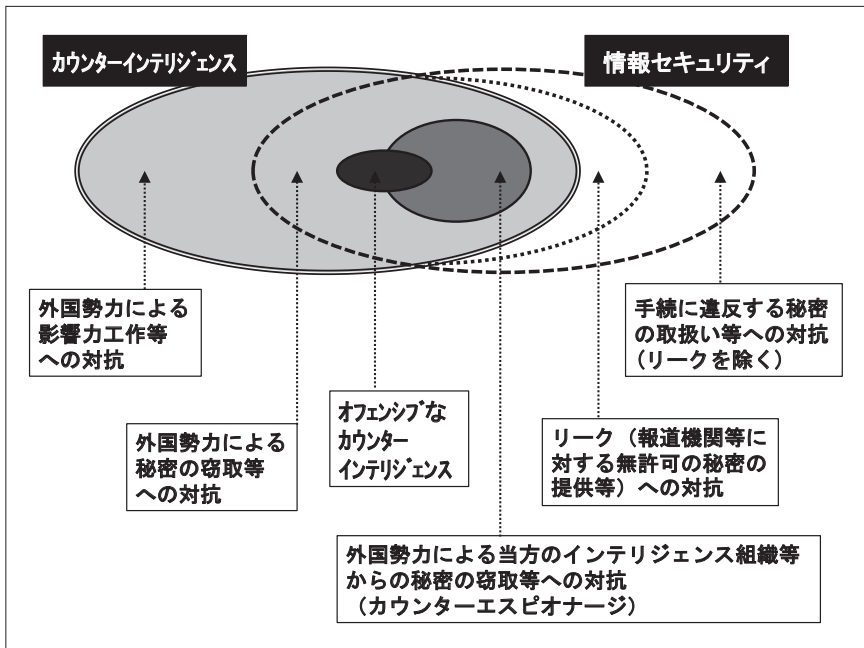 カウンターインテリジェンス
情報セキュリティ
外国勢力による
影響力工作等
への対抗
外国勢力による
秘密の窃取等
への対抗
オフェンシブな
カウンター
インテリジェンス
外国勢力による当方のインテリジェンス組織等
からの秘密の窃取等への対抗
（カウンターエスピオナージ）
リーク（報道機関等に
対する無許可の秘密の
提供等）への対抗
手続に違反する秘密
の取扱い等への対抗
（リークを除く）